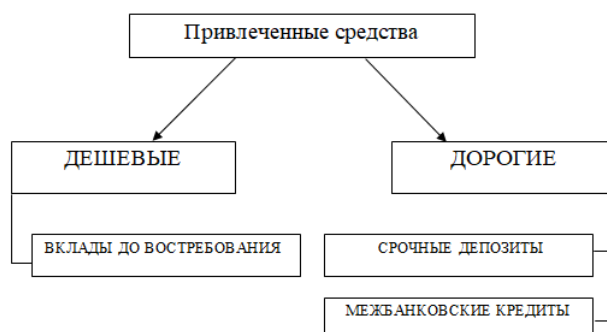 Привлеченные средства
ДЕШЕВЫЕ
ДОРОГИЕ
ВКЛАДЫ ДО ВОСТРЕБОВАНИЯ
СРОЧНЫЕ ДЕПОЗИТЫ
МЕЖБАНКОВСКИЕ КРЕДИТЫ